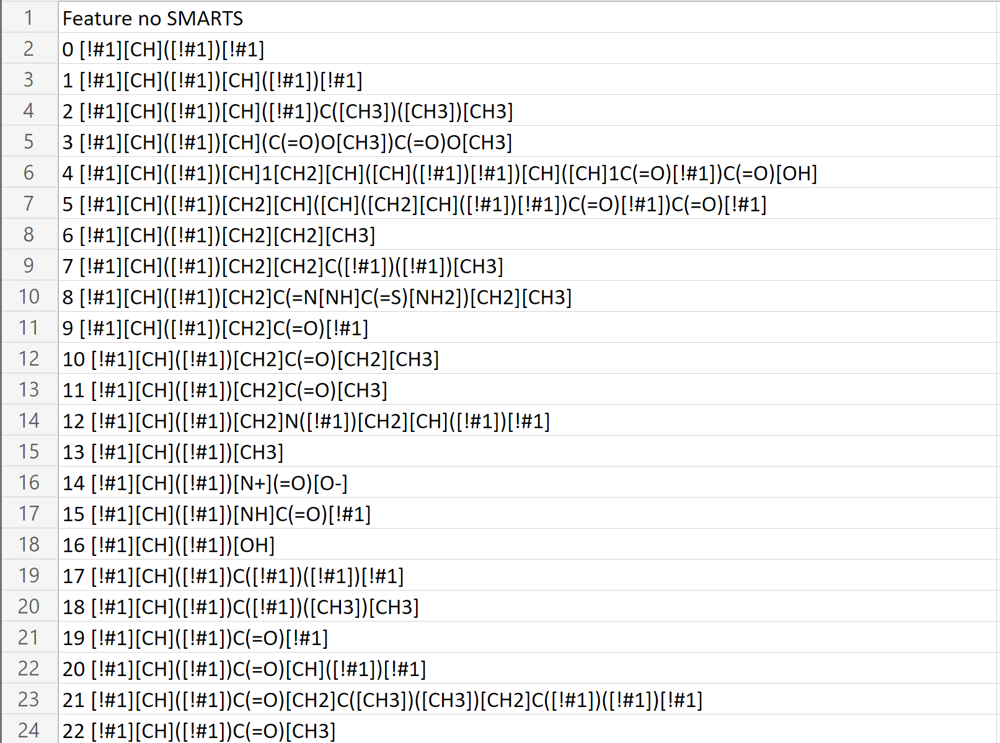 1 Feature no SMARTS
2 0 [!#1][CH]([!#1])[!#1]
3 1 [!#1][CH]([!#1])[CH]([!#1])[!#1]
4 2 [!#1][CH]([!#1])[CH]([!#1])C([CH3])([CH3])[CH3]
5 3 [!#1][CH]([!#1])[CH](C(=O)O[CH3])C(=O)O[CH3]
6 4 [!#1][CH]([!#1])[CH]1[CH2][CH]([CH]([!#1])[!#1])[CH]([CH]1C(=O)[!#1])C(=O)[OH]
7 5 [!#1][CH]([!#1])[CH2][CH]([CH]([CH2][CH]([!#1])[!#1])C(=O)[!#1])C(=O)[!#1]
8 6 [!#1][CH]([!#1])[CH2][CH2][CH3]
9 7 [!#1][CH]([!#1])[CH2][CH2]C([!#1])([!#1])[CH3]
10 8 [!#1][CH]([!#1])[CH2]C(=N[NH]C(=S)[NH2])[CH2][CH3]
11 9 [!#1][CH]([!#1])[CH2]C(=O)[!#1]
12 10 [!#1][CH]([!#1])[CH2]C(=O)[CH2][CH3]
13 11 [!#1][CH]([!#1])[CH2]C(=O)[CH3]
14 12 [!#1][CH]([!#1])[CH2]N([!#1])[CH2][CH]([!#1])[!#1]
15 13 [!#1][CH]([!#1])[CH3]
16 14 [!#1][CH]([!#1])[N+](=O)[O-]
17 15 [!#1][CH]([!#1])[NH]C(=O)[!#1]
18 16 [!#1][CH]([!#1])[OH]
19 17 [!#1][CH]([!#1])C([!#1])([!#1])[!#1]
20 18 [!#1][CH]([!#1])C([!#1])([CH3])[CH3]
21 19 [!#1][CH]([!#1])C(=O)[!#1]
22 20 [!#1][CH]([!#1])C(=O)[CH]([!#1])[!#1]
23 21 [!#1][CH]([!#1])C(=O)[CH2]C([CH3])([CH3])[CH2]C([!#1])([!#1])[!#1]
24 22 [!#1][CH]([!#1])C(=O)[CH3]